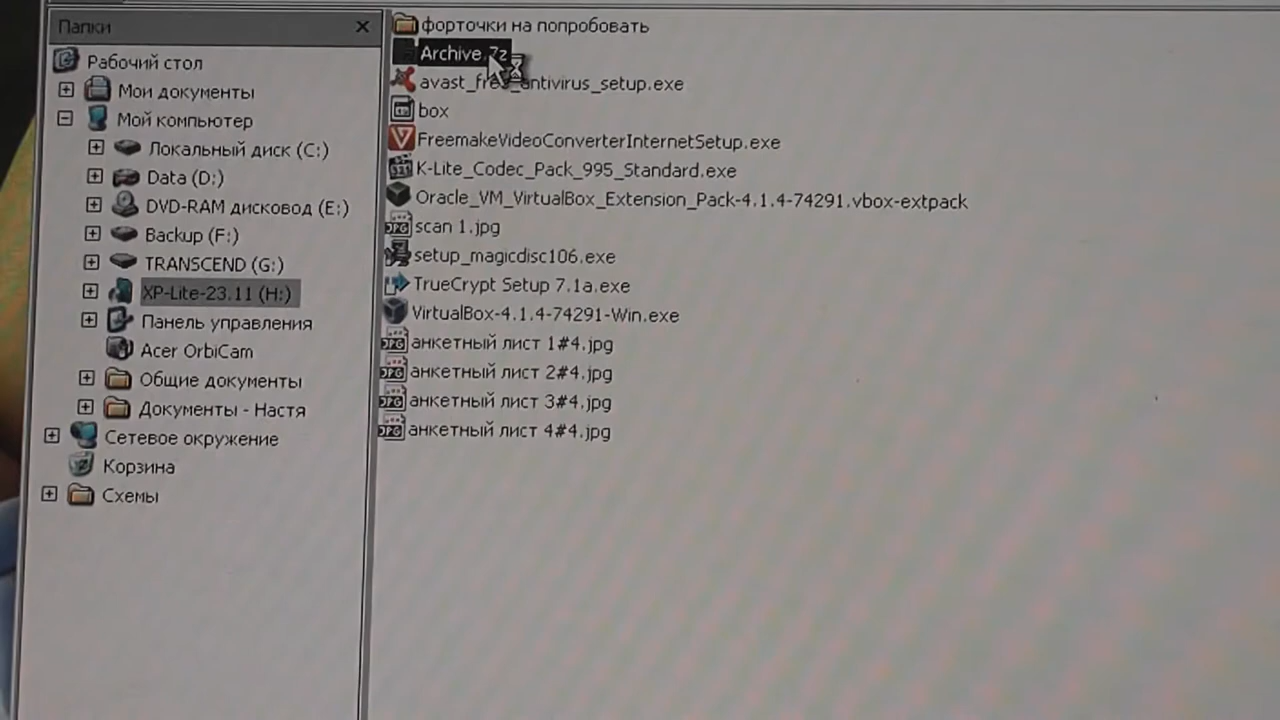 Папки
Рабочий стол
Мои документы
Мой компьютер
Локальный диск (C:)
Data (D:)
DVD-RAM дисковод (E:)
Backup (F:)
TRANSCEND (G:)
XP-Lite-23.11 (H:)
Панель управления
Acer OrbiCam
Общие документы
Документы - Настя
Сетевое окружение
Корзина
Схемы
форточки на попробовать
Archive.7z
avast_free_antivirus_setup.exe
box
FreemakeVideoConverterInternetSetup.exe
K-Lite_Codec_Pack_995_Standard.exe
Oracle_VM_VirtualBox_Extension_Pack-4.1.4-74291.vbox-extpack
scan 1.jpg
setup_magicdisc106.exe
TrueCrypt Setup 7.1a.exe
VirtualBox-4.1.4-74291-Win.exe
анкетный лист 1#4.jpg
анкетный лист 2#4.jpg
анкетный лист 3#4.jpg
анкетный лист 4#4.jpg